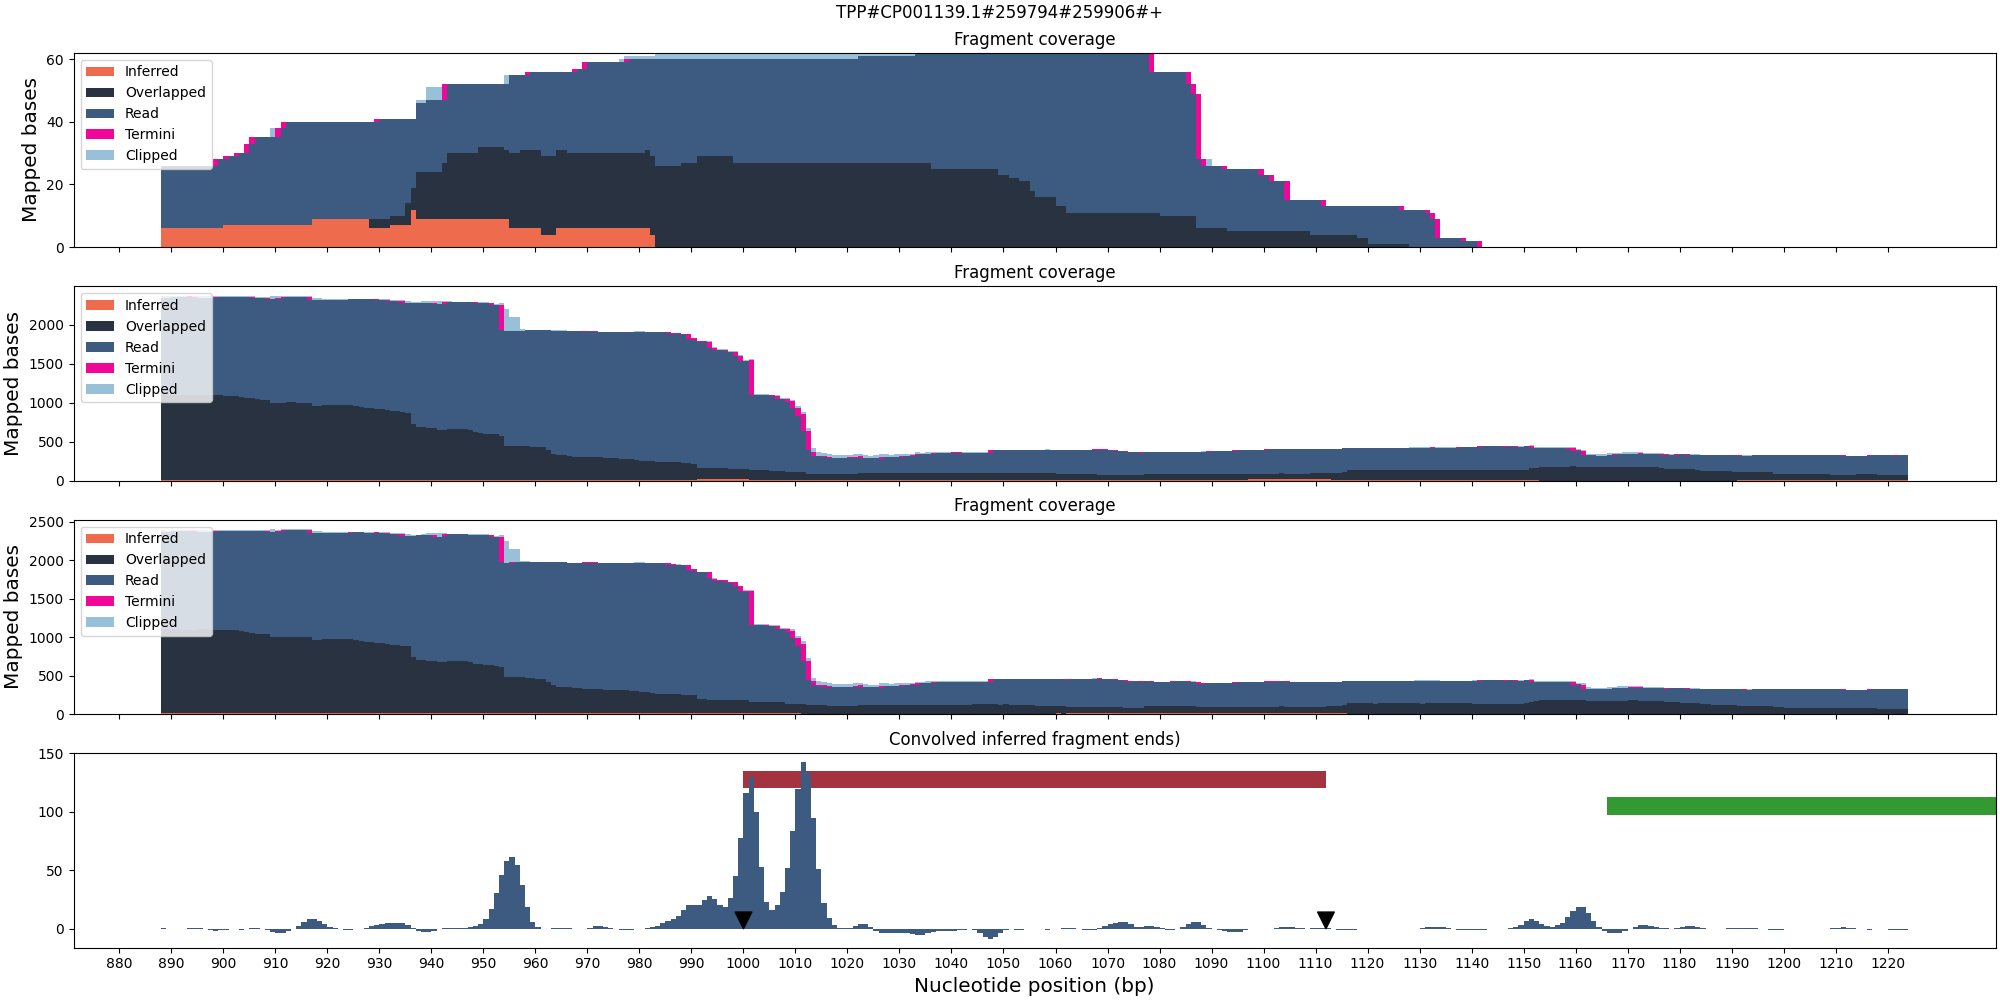 TPP#CP001139.1#259794#259906#+
Fragment coverage
Mapped bases
60
40
20
0
Inferred
Overlapped
Read
Termini
Clipped
Fragment coverage
Mapped bases
2000
1500
1000
500
0
Inferred
Overlapped
Read
Termini
Clipped
Fragment coverage
Mapped bases
2500
2000
1500
1000
500
0
Inferred
Overlapped
Read
Termini
Clipped
Convolved inferred fragment ends)
150
100
50
0
880 890 900 910 920 930 940 950 960 970 980 990 1000 1010 1020 1030 1040 1050 1060 1070 1080 1090 1100 1110 1120 1130 1140 1150 1160 1170 1180 1190 1200 1210 1220
Nucleotide position (bp)